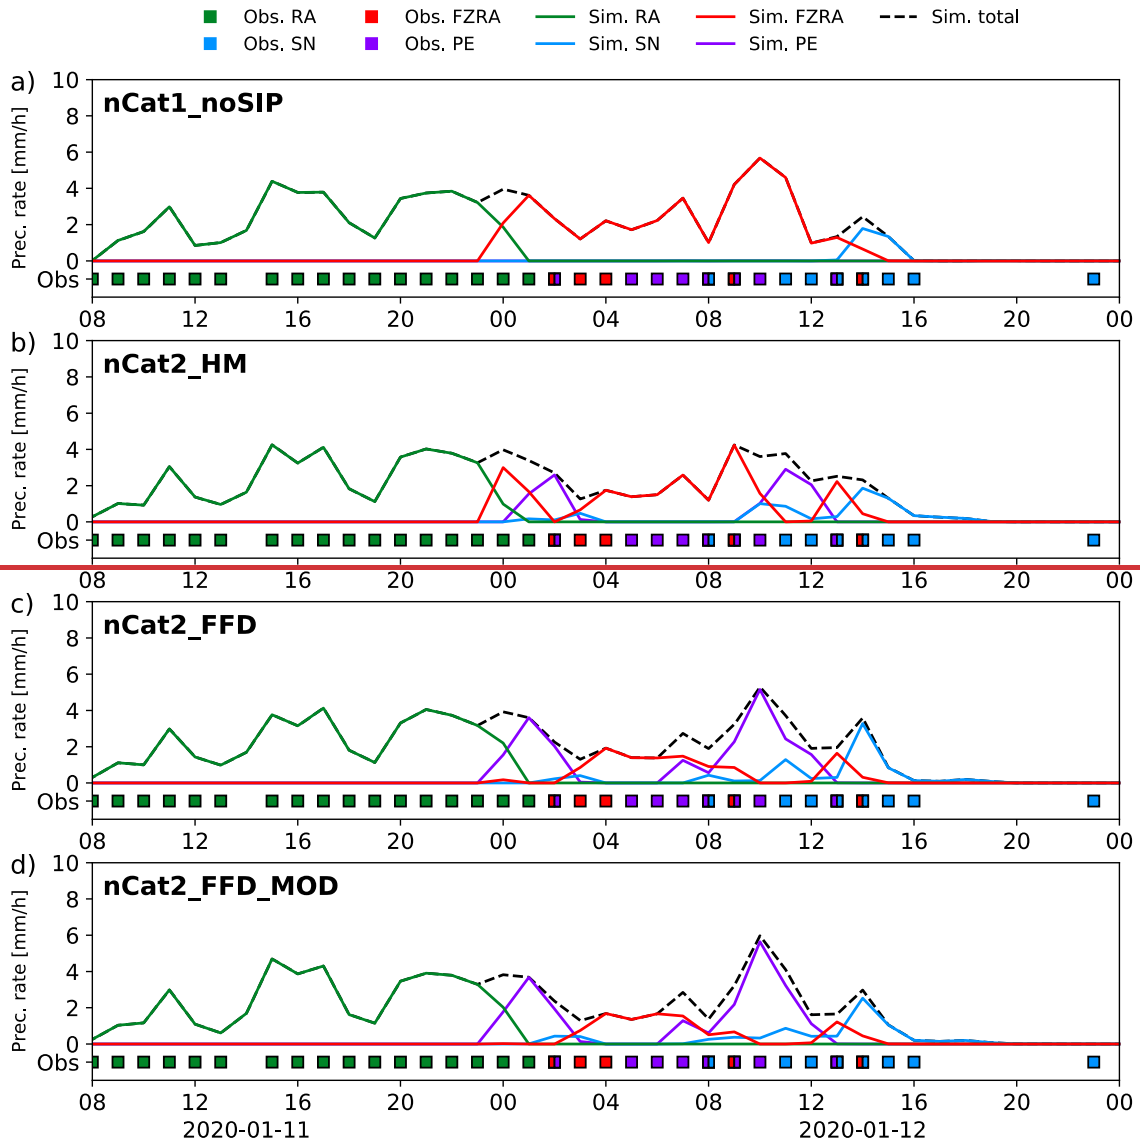 Obs. RA Obs. FZRA Sim. RA Sim. FZRA Sim. total
Obs. SN Obs. PE Sim. SN Sim. PE
a)
nCat1_noSIP
Prec. rate [mm/h]
10
8
6
4
2
0
Obs
08 12 16 20 00 04 08 12 16 20 00
b)
nCat2_HM
Prec. rate [mm/h]
10
8
6
4
2
0
Obs
08 12 16 20 00 04 08 12 16 20 00
c)
nCat2_FFD
Prec. rate [mm/h]
10
8
6
4
2
0
Obs
08 12 16 20 00 04 08 12 16 20 00
d)
nCat2_FFD_MOD
Prec. rate [mm/h]
10
8
6
4
2
0
Obs
08 12 16 20 00 04 08 12 16 20 00
2020-01-11 2020-01-12